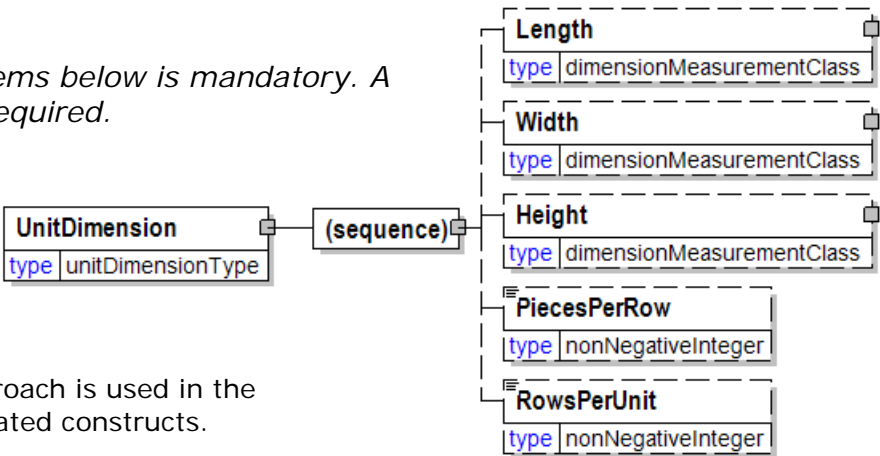 ems below is mandatory. A
equired.
UnitDimension
type unitDimensionType
(sequence)
Length
type dimensionMeasurementClass
Width
type dimensionMeasurementClass
Height
type dimensionMeasurementClass
PiecesPerRow
type nonNegativeInteger
RowsPerUnit
type nonNegativeInteger
roach is used in the
ated constructs.